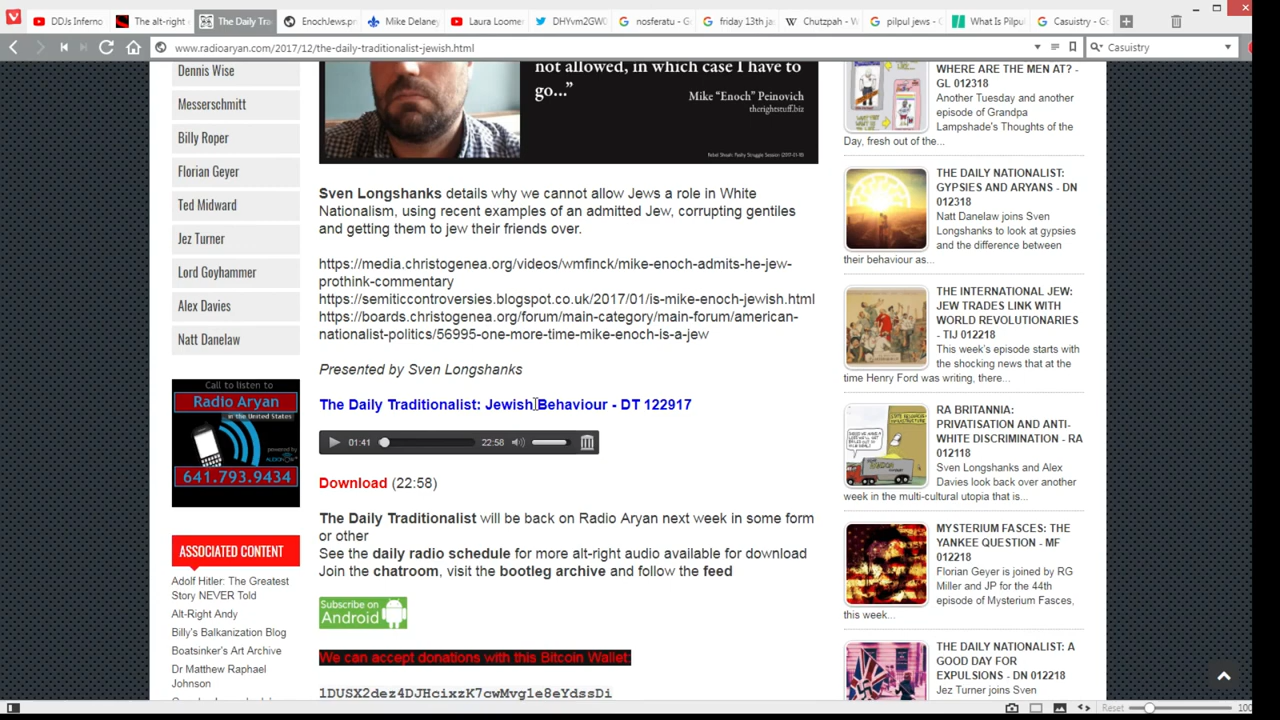 DDJs Inferno
The alt-right
The Daily Tra
EnochJews.pn
Mike Delaney
Laura Loome
DHYvm2GW0
nosferatu - G
friday 13th ja
Chutzpah - W
pilpul jews - G
What Is Pilpu
Casuistry - Go
www.radioaryan.com/2017/12/the-daily-traditionalist-jewish.html
Casuistry
Dennis Wise
Messerschmitt
Billy Roper
Florian Geyer
Ted Midward
Jez Turner
Lord Goyhammer
Alex Davies
Natt Danelaw
Call to listen to
Radio Aryan
in the United States
powered by
AUDIONOW
641.793.9434
ASSOCIATED CONTENT
Adolf Hitler: The Greatest
Story NEVER Told
Alt-Right Andy
Billy's Balkanization Blog
Boatsinker's Art Archive
Dr Matthew Raphael
Johnson
not allowed, in which case I have to
go..."
Mike "Enoch" Peinovich
therightstuff.biz
Sven Longshanks details why we cannot allow Jews a role in White
Nationalism, using recent examples of an admitted Jew, corrupting gentiles
and getting them to jew their friends over.
https://media.christogenea.org/videos/wmfinck/mike-enoch-admits-he-jew-
prothink-commentary
https://semiticcontroversies.blogspot.co.uk/2017/01/is-mike-enoch-jewish.html
https://boards.christogenea.org/forum/main-category/main-forum/american-
nationalist-politics/56995-one-more-time-mike-enoch-is-a-jew
Presented by Sven Longshanks
The Daily Traditionalist: Jewish Behaviour - DT 122917
01:41
22:58
Download (22:58)
The Daily Traditionalist will be back on Radio Aryan next week in some form
or other
See the daily radio schedule for more alt-right audio available for download
Join the chatroom, visit the bootleg archive and follow the feed
Subscribe on
Android
We can accept donations with this Bitcoin Wallet:
1DUSX2dez4DJHcixzK7cwMvg1e8eYdssDi
WHERE ARE THE MEN AT? -
GL 012318
Another Tuesday and another
episode of Grandpa
Lampshade's Thoughts of the
Day, fresh out of the...
THE DAILY NATIONALIST:
GYPSIES AND ARYANS - DN
012318
Natt Danelaw joins Sven
Longshanks to look at gypsies
and the difference between
their behaviour as...
THE INTERNATIONAL JEW:
JEW TRADES LINK WITH
WORLD REVOLUTIONARIES
- TIJ 012218
This week's episode starts with
the shocking news that at the
time Henry Ford was writing, there...
RA BRITANNIA:
PRIVATISATION AND ANTI-
WHITE DISCRIMINATION - RA
012118
Sven Longshanks and Alex
Davies look back over another
week in the multi-cultural utopia that is...
MYSTERIUM FASCES: THE
YANKEE QUESTION - MF
012218
Florian Geyer is joined by RG
Miller and JP for the 44th
episode of Mysterium Fasces,
this week...
THE DAILY NATIONALIST: A
GOOD DAY FOR
EXPULSIONS - DN 012218
Jez Turner joins Sven
Reset
100